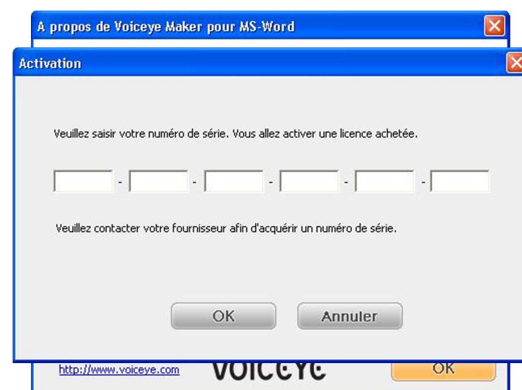 A propos de Voiceye Maker pour MS-Word
Activation
Veuillez saisir votre numéro de série. Vous allez activer une licence achetée.
- - - - -
Veuillez contacter votre fournisseur afin d'acquérir un numéro de série.
OK Annuler
http://www.voiceye.com VOICEYE OK